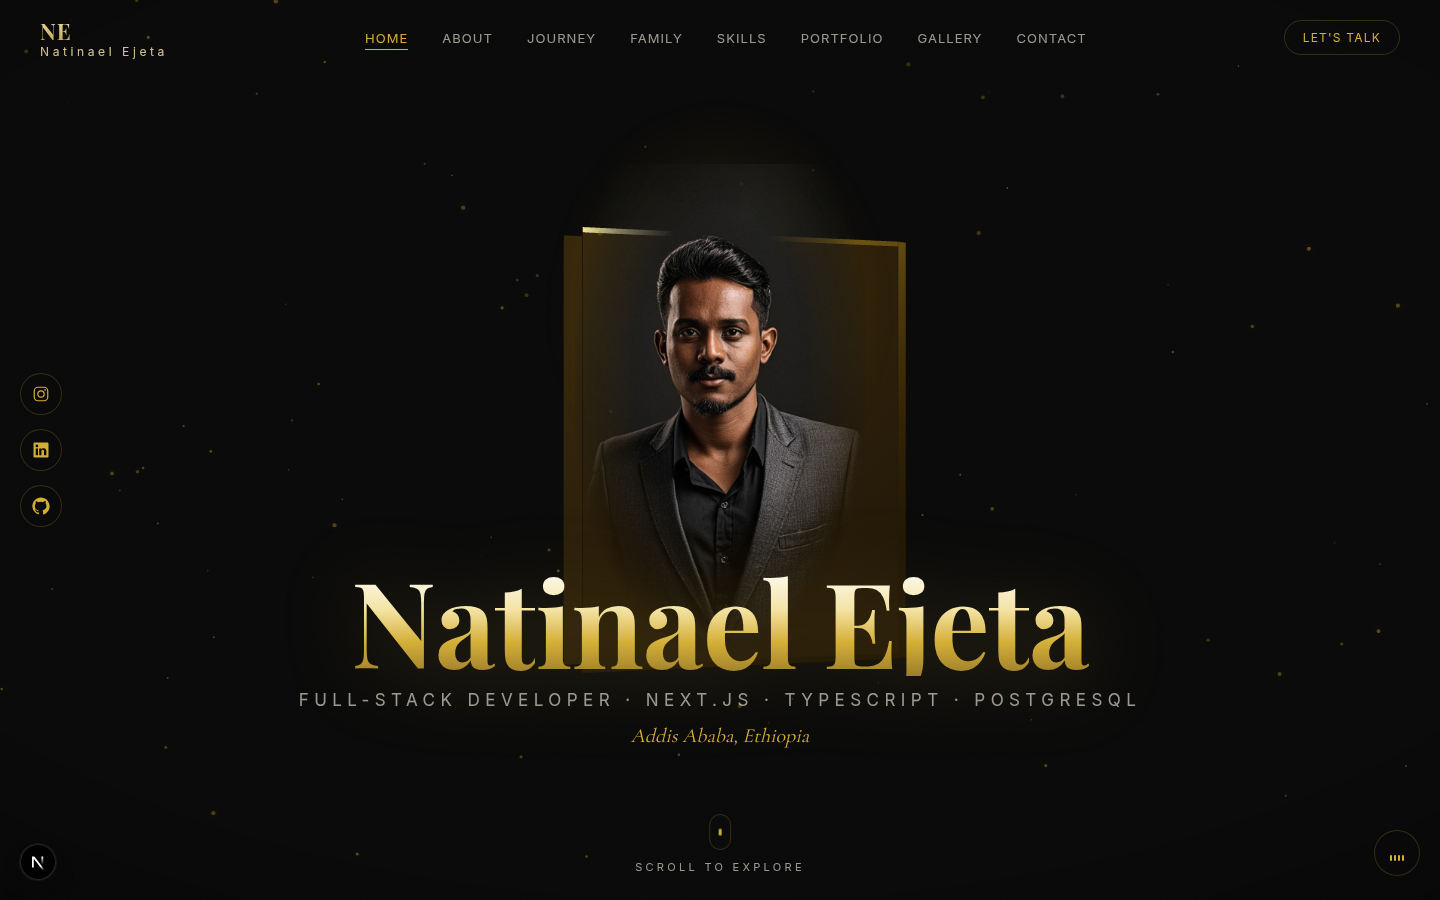 NE
Natinael Ejeta
HOME ABOUT JOURNEY FAMILY SKILLS PORTFOLIO GALLERY CONTACT
LET'S TALK
Natinael Ejeta
FULL-STACK DEVELOPER · NEXT.JS · TYPESCRIPT · POSTGRESQL
Addis Ababa, Ethiopia
SCROLL TO EXPLORE
N